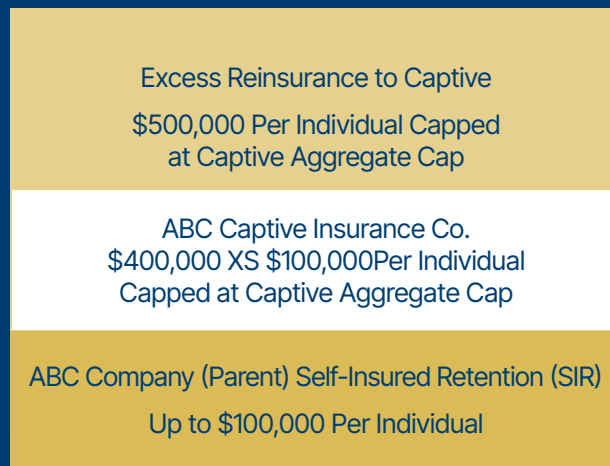 Excess Reinsurance to Captive
$500,000 Per Individual Capped
at Captive Aggregate Cap
ABC Captive Insurance Co.
$400,000 XS $100,000Per Individual
Capped at Captive Aggregate Cap
ABC Company (Parent) Self-Insured Retention (SIR)
Up to $100,000 Per Individual